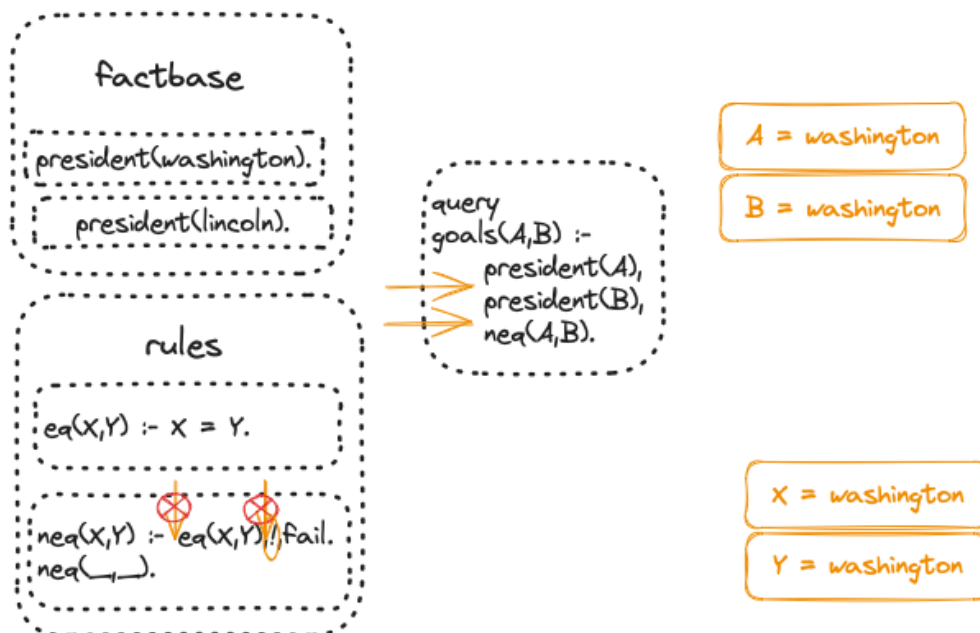 factbase
president(washington).
president(lincoln).
rules
eq(X,Y) :- X = Y.
neq(X,Y) :- eq(X,Y),!,fail.
neq(_,_).
query
goals(A,B) :-
president(A),
president(B),
neq(A,B).
A = washington
B = washington
X = washington
Y = washington